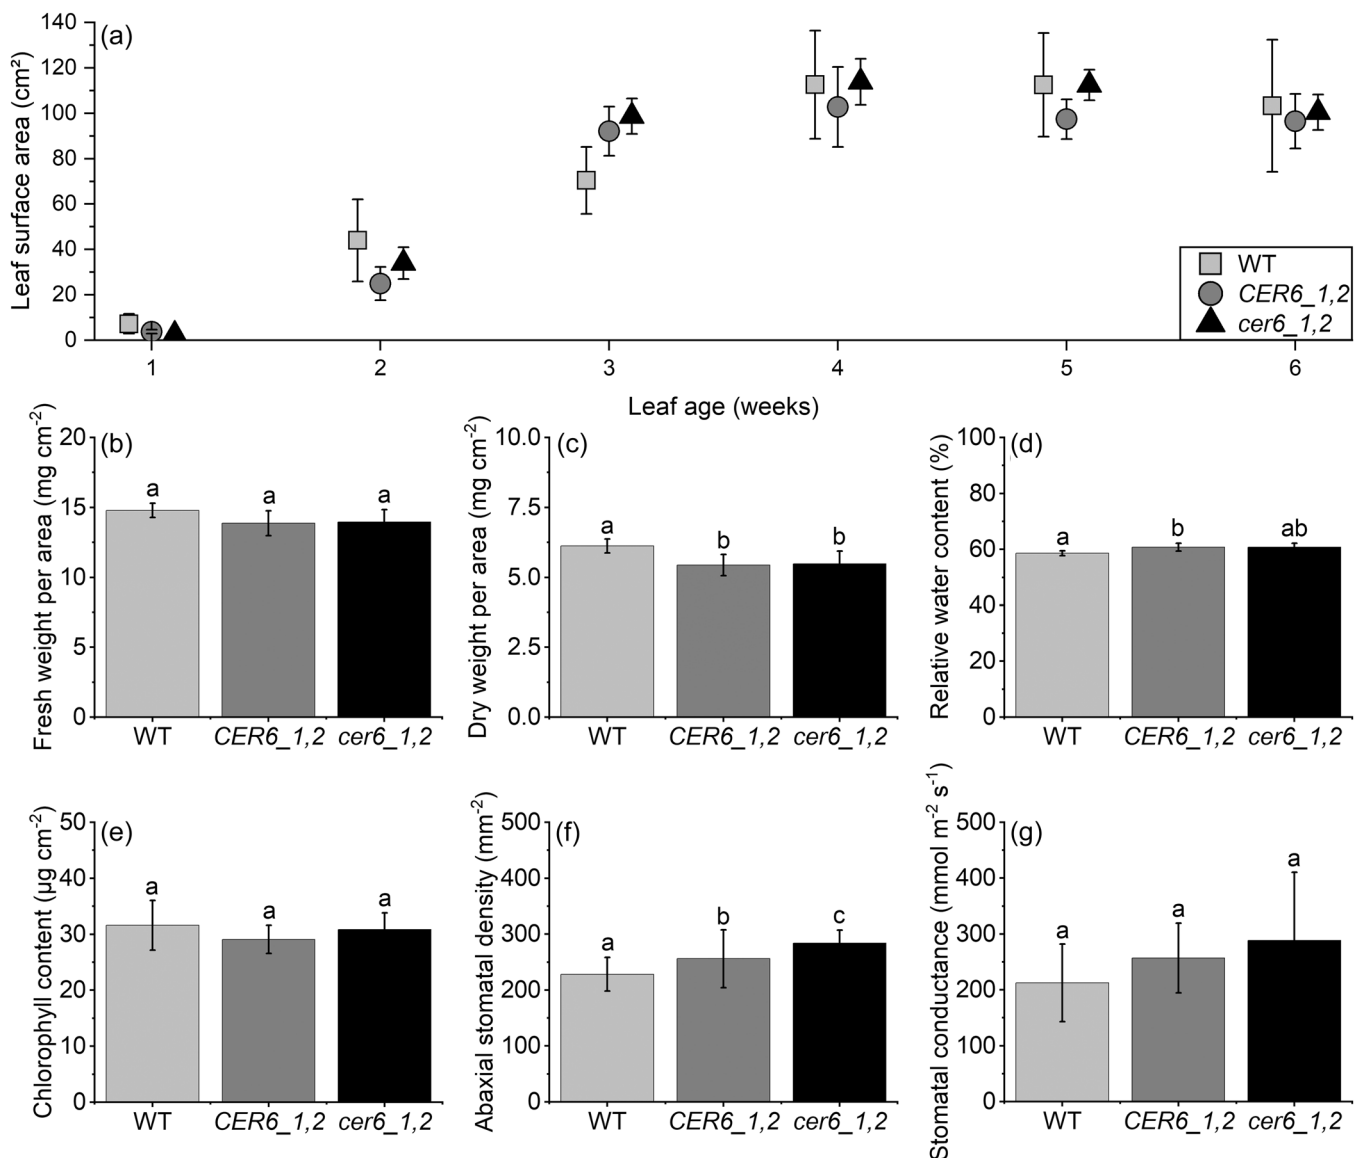 (a)
Leaf surface area (cm²)
140
120
100
80
60
40
20
0
1 2 3 4 5 6
Leaf age (weeks)
WT
CER6_1,2
cer6_1,2
(b)
Fresh weight per area (mg cm⁻²)
20
15
10
5
0
a a a
WT CER6_1,2 cer6_1,2
(c)
Dry weight per area (mg cm⁻²)
10.0
7.5
5.0
2.5
0.0
a b b
WT CER6_1,2 cer6_1,2
(d)
Relative water content (%)
100
80
60
40
20
0
a b ab
WT CER6_1,2 cer6_1,2
(e)
Chlorophyll content (µg cm⁻²)
50
40
30
20
10
0
a a a
WT CER6_1,2 cer6_1,2
(f)
Abaxial stomatal density (mm⁻²)
500
400
300
200
100
0
a b c
WT CER6_1,2 cer6_1,2
(g)
Stomatal conductance (mmol m⁻² s⁻¹)
500
400
300
200
100
0
a a a
WT CER6_1,2 cer6_1,2